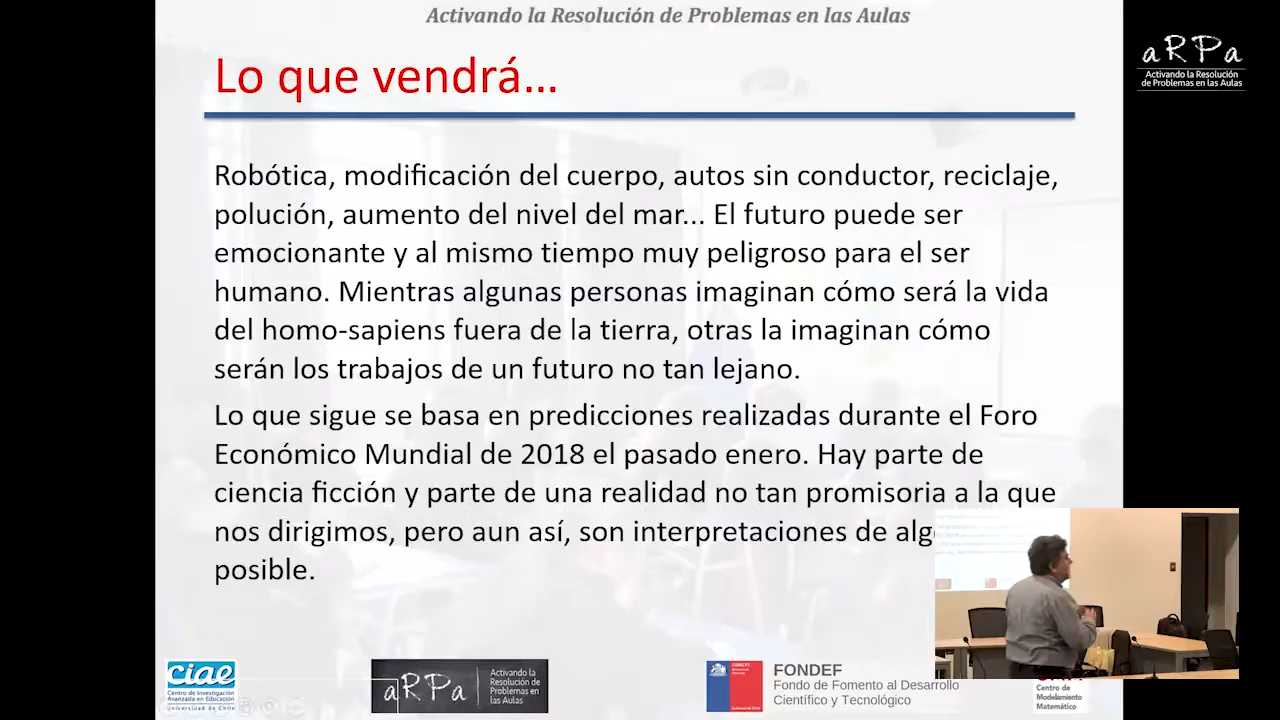 Activando la Resolución de Problemas en las Aulas
Lo que vendrá...
Robótica, modificación del cuerpo, autos sin conductor, reciclaje,
polución, aumento del nivel del mar... El futuro puede ser
emocionante y al mismo tiempo muy peligroso para el ser
humano. Mientras algunas personas imaginan cómo será la vida
del homo-sapiens fuera de la tierra, otras la imaginan cómo
serán los trabajos de un futuro no tan lejano.
Lo que sigue se basa en predicciones realizadas durante el Foro
Económico Mundial de 2018 el pasado enero. Hay parte de
ciencia ficción y parte de una realidad no tan promisoria a la que
nos dirigimos, pero aun así, son interpretaciones de
posible.
aRPa
Activando la Resolución
de Problemas en las Aulas
ciae
Centro de Investigación
Avanzada en Educación
Universidad de Chile
aRPa
Activando la
Resolución de
Problemas en
las Aulas
CONICYT
FONDEF
Fondo de Fomento al Desarrollo
Científico y Tecnológico
Centro de
Modelamiento
Matemático